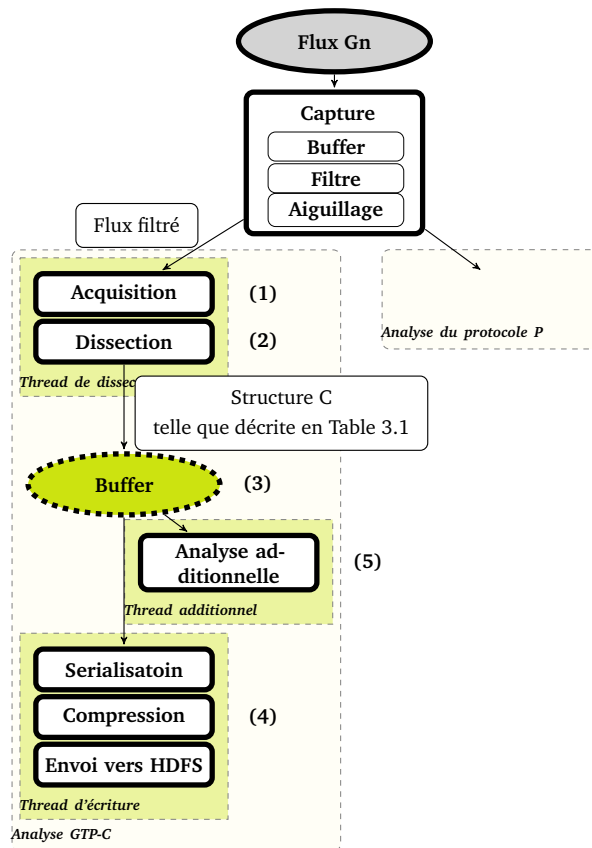 Flux Gn
Capture
Buffer
Filtre
Aiguillage
Flux filtré
Acquisition
(1)
Analyse du protocole P
Dissection
(2)
Thread de dissec
Structure C
telle que décrite en Table 3.1
Buffer
(3)
Analyse ad-
ditionnelle
(5)
Thread additionnel
Serialisatoin
Compression
(4)
Envoi vers HDFS
Thread d'écriture
Analyse GTP-C